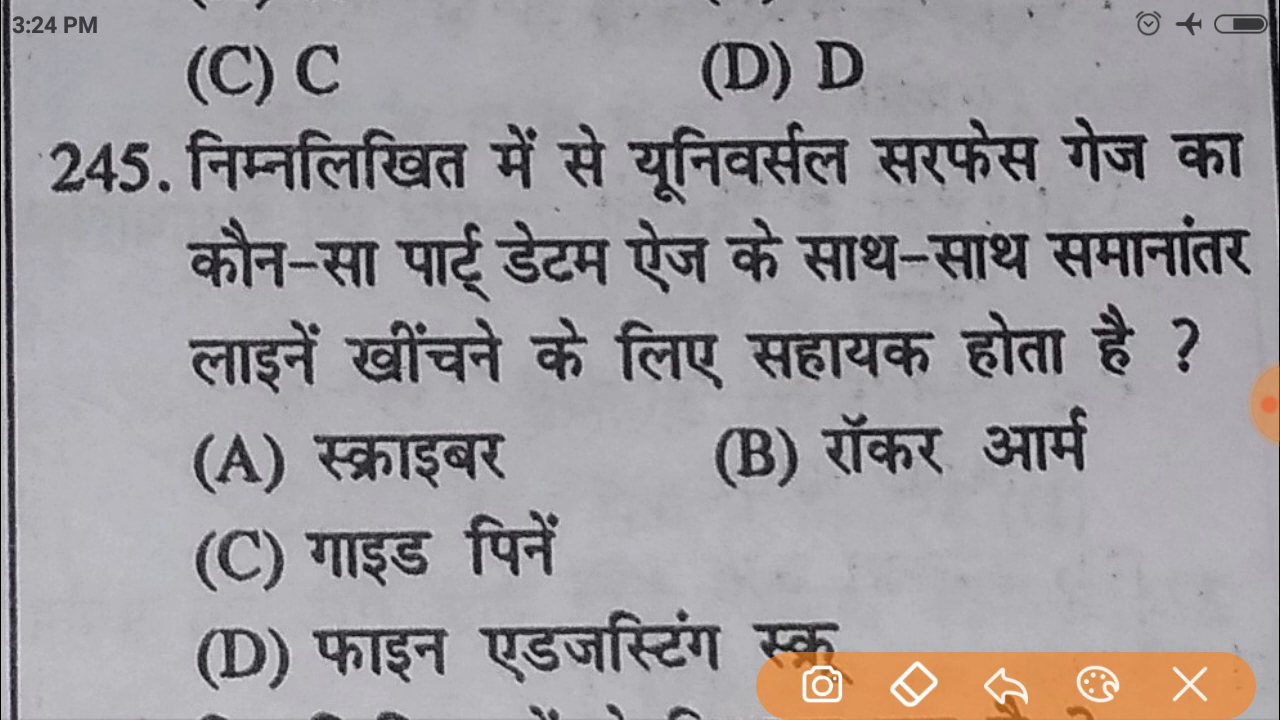 3:24 PM
(C) C (D) D
245. निम्नलिखित में से यूनिवर्सल सरफेस गेज का
कौन-सा पार्ट् डेटम ऐज के साथ-साथ समानांतर
लाइनें खींचने के लिए सहायक होता है ?
(A) स्क्राइबर (B) रॉकर आर्म
(C) गाइड पिनें
(D) फाइन एडजस्टिंग स्क्रू